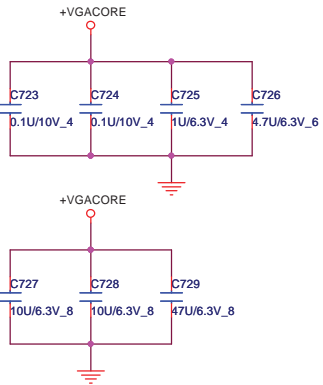 +VGACORE
C723 C724 C725 C726
0.1U/10V_4 0.1U/10V_4 1U/6.3V_4 4.7U/6.3V_6
+VGACORE
C727 C728 C729
10U/6.3V_8 10U/6.3V_8 47U/6.3V_8